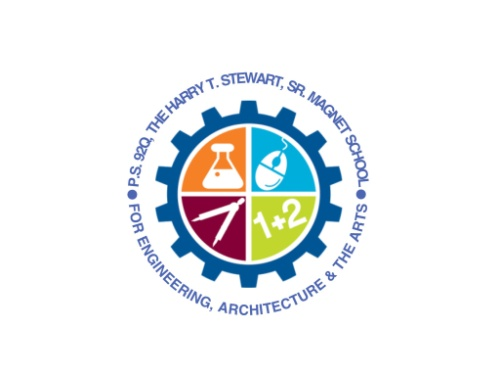 P.S. 92Q, THE HARRY T. STEWART, SR. MAGNET SCHOOL
FOR ENGINEERING, ARCHITECTURE & THE ARTS
1+2